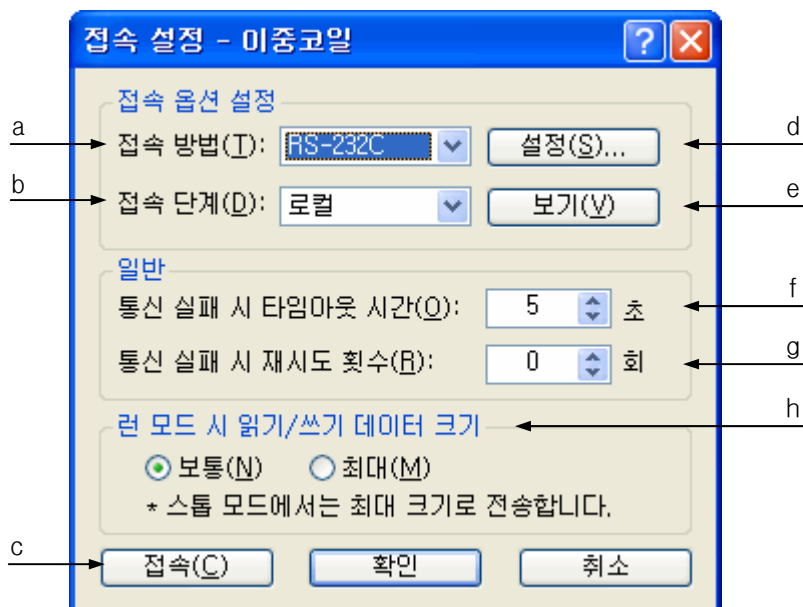 접속 설정 - 이중코일
접속 옵션 설정
a 접속 방법(T): RS-232C 설정(S)... d
b 접속 단계(D): 로컬 보기(V) e
일반
통신 실패 시 타임아웃 시간(O): 5 초 f
통신 실패 시 재시도 횟수(R): 0 회 g
런 모드 시 읽기/쓰기 데이터 크기 h
보통(N) 최대(M)
* 스톱 모드에서는 최대 크기로 전송합니다.
c 접속(C) 확인 취소